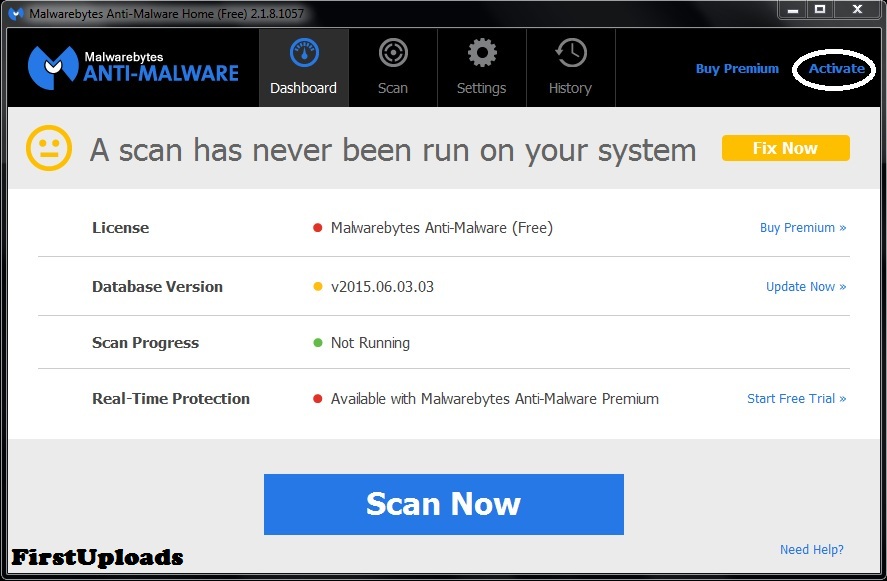 Malwarebytes Anti-Malware Home (Free) 2.1.8.1057
Malwarebytes
ANTI-MALWARE
Dashboard
Scan
Settings
History
Buy Premium
Activate
A scan has never been run on your system
Fix Now
License
Malwarebytes Anti-Malware (Free)
Buy Premium »
Database Version
v2015.06.03.03
Update Now »
Scan Progress
Not Running
Real-Time Protection
Available with Malwarebytes Anti-Malware Premium
Start Free Trial »
Scan Now
FirstUploads
Need Help?